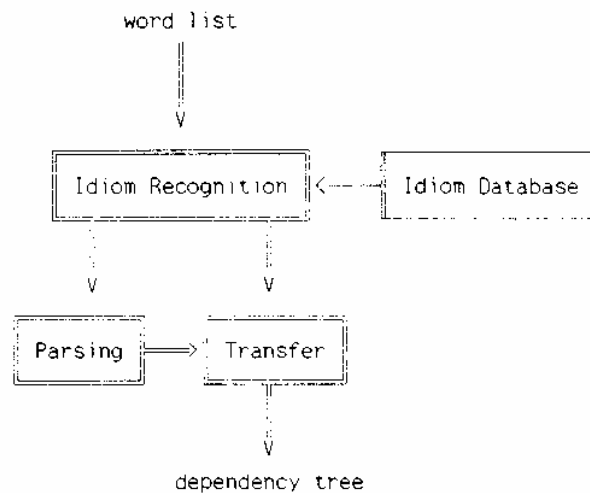 word list
Idiom Recognition
Idiom Database
Parsing
Transfer
dependency tree